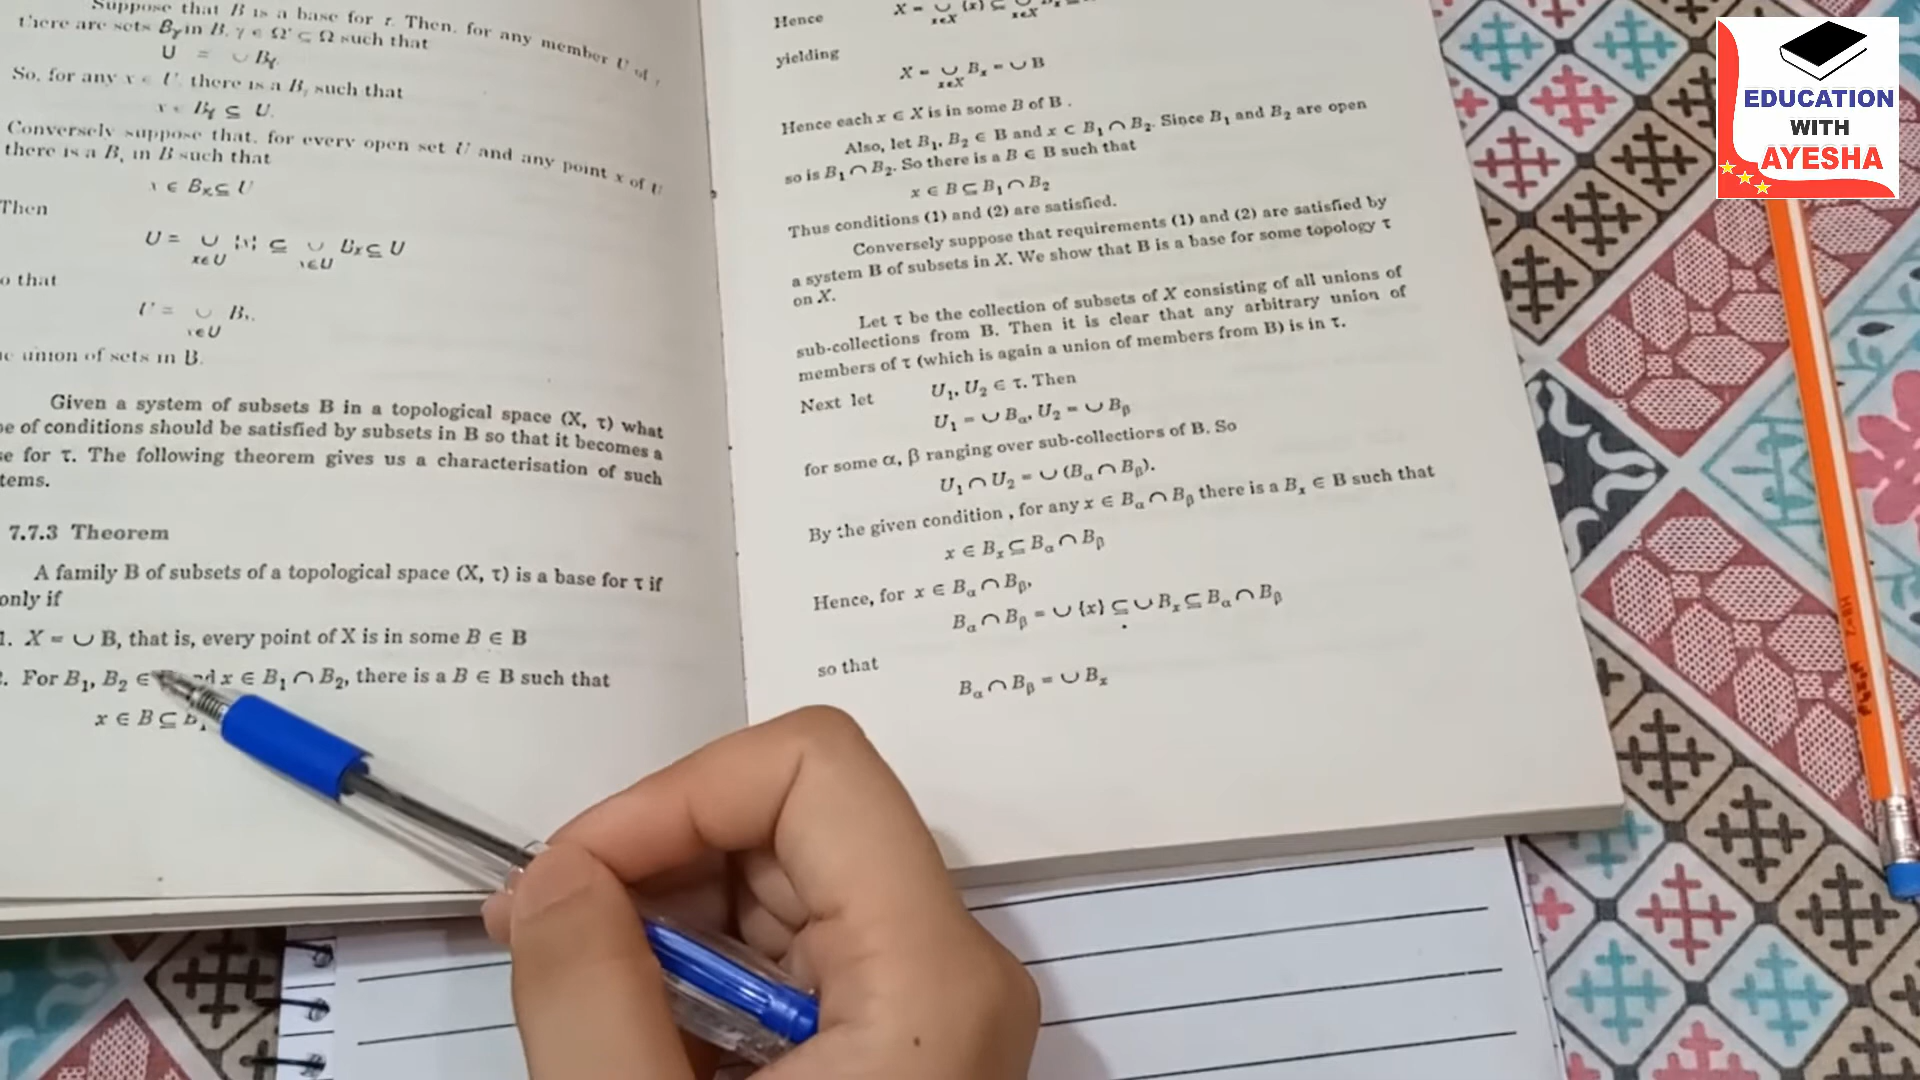 Suppose that B is a base for τ. Then, for any member U of τ
there are sets Bγ in B, γ ∈ Ω' ⊆ Ω such that
U = ∪ Bγ
So, for any x ∈ U, there is a Bγ such that
x ∈ Bγ ⊆ U.
Conversely suppose that, for every open set U and any point x of U
there is a Bx in B such that
x ∈ Bx ⊆ U
Then
U = ∪ {x} ⊆ ∪ Bx ⊆ U
x∈U x∈U
o that
U = ∪ Bx.
x∈U
union of sets in B.
Given a system of subsets B in a topological space (X, τ) what
e of conditions should be satisfied by subsets in B so that it becomes a
e for τ. The following theorem gives us a characterisation of such
tems.
7.7.3 Theorem
A family B of subsets of a topological space (X, τ) is a base for τ if
only if
1. X = ∪ B, that is, every point of X is in some B ∈ B
. For B₁, B₂ ∈ d x ∈ B₁ ∩ B₂, there is a B ∈ B such that
x ∈ B ⊆ B₁
Hence X = ∪ {x} ⊆ ∪
x∈X x∈X
yielding
X = ∪ Bx = ∪ B
x∈X
Hence each x ∈ X is in some B of B .
Also, let B₁, B₂ ∈ B and x ⊂ B₁ ∩ B₂. Since B₁ and B₂ are open
so is B₁ ∩ B₂. So there is a B ∈ B such that
x ∈ B ⊆ B₁ ∩ B₂
Thus conditions (1) and (2) are satisfied.
Conversely suppose that requirements (1) and (2) are satisfied by
a system B of subsets in X. We show that B is a base for some topology τ
on X.
Let τ be the collection of subsets of X consisting of all unions of
sub-collections from B. Then it is clear that any arbitrary union of
members of τ (which is again a union of members from B) is in τ.
Next let U₁, U₂ ∈ τ. Then
U₁ = ∪ Bα, U₂ = ∪ Bβ
for some α, β ranging over sub-collections of B. So
U₁ ∩ U₂ = ∪ (Bα ∩ Bβ).
By the given condition , for any x ∈ Bα ∩ Bβ there is a Bx ∈ B such that
x ∈ Bx ⊆ Bα ∩ Bβ
Hence, for x ∈ Bα ∩ Bβ,
Bα ∩ Bβ = ∪ {x} ⊆ ∪ Bx ⊆ Bα ∩ Bβ
so that
Bα ∩ Bβ = ∪ Bx
EDUCATION
WITH
AYESHA